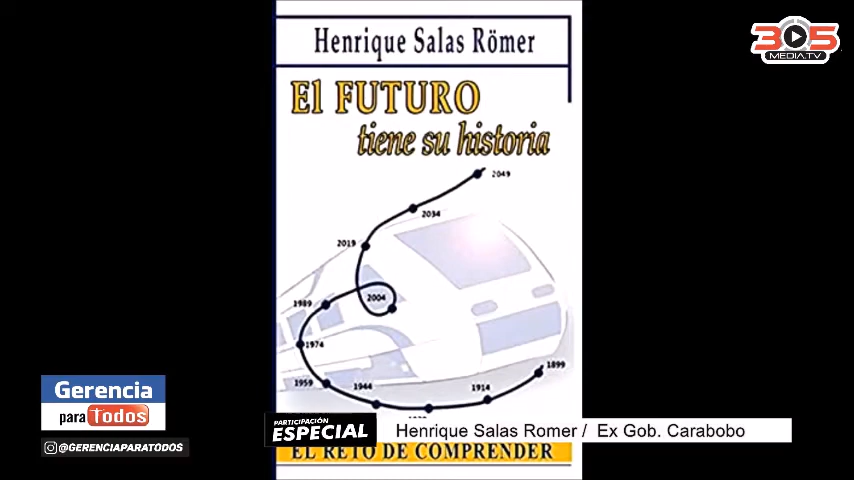 Henrique Salas Römer
El FUTURO
tiene su historia
2049
2034
2019
2004
1989
1974
1959
1944
1914
1899
EL RETO DE COMPRENDER
305
MEDIA.TV
Gerencia
para Todos
@GERENCIAPARATODOS
PARTICIPACIÓN
ESPECIAL
Henrique Salas Romer / Ex Gob. Carabobo